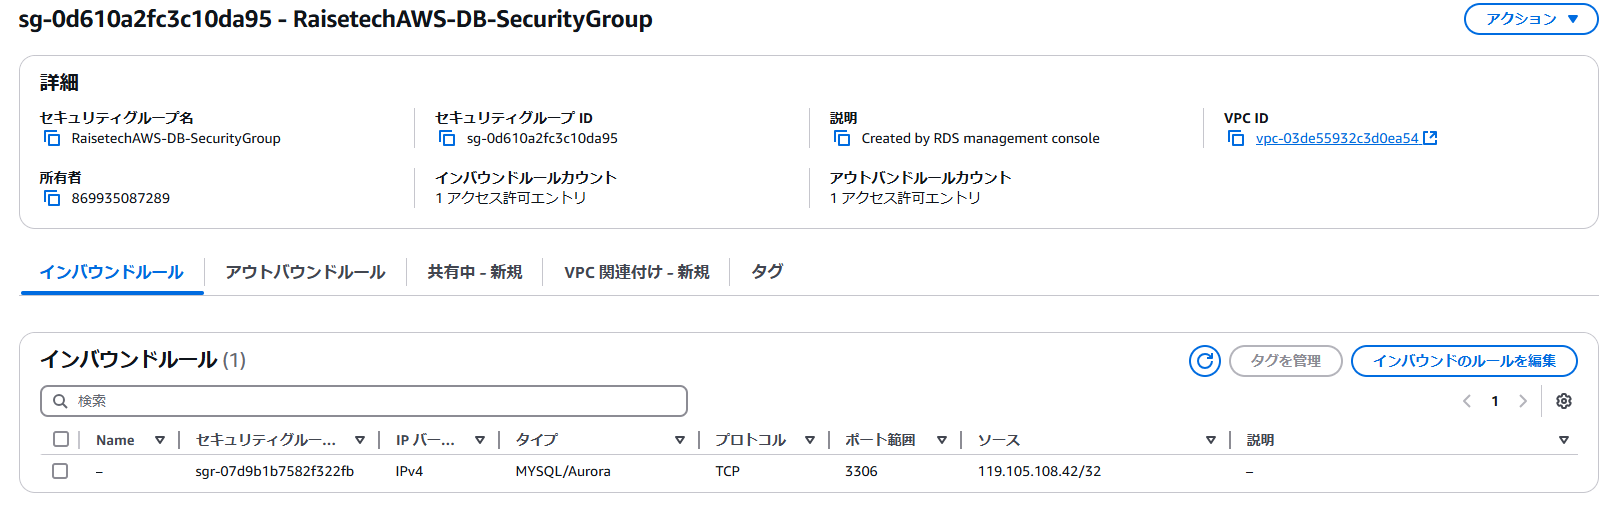 sg-0d610a2fc3c10da95 - RaisetechAWS-DB-SecurityGroup
アクション
詳細
セキュリティグループ名
RaisetechAWS-DB-SecurityGroup
セキュリティグループ ID
sg-0d610a2fc3c10da95
説明
Created by RDS management console
VPC ID
vpc-03de55932c3d0ea54
所有者
869935087289
インバウンドルールカウント
1 アクセス許可エントリ
アウトバンドルールカウント
1 アクセス許可エントリ
インバウンドルール アウトバウンドルール 共有中 - 新規 VPC 関連付け - 新規 タグ
インバウンドルール (1)
タグを管理 インバウンドのルールを編集
検索
1
Name セキュリティグルー... IP バー... タイプ プロトコル ポート範囲 ソース 説明
– sgr-07d9b1b7582f322fb IPv4 MYSQL/Aurora TCP 3306 119.105.108.42/32 –